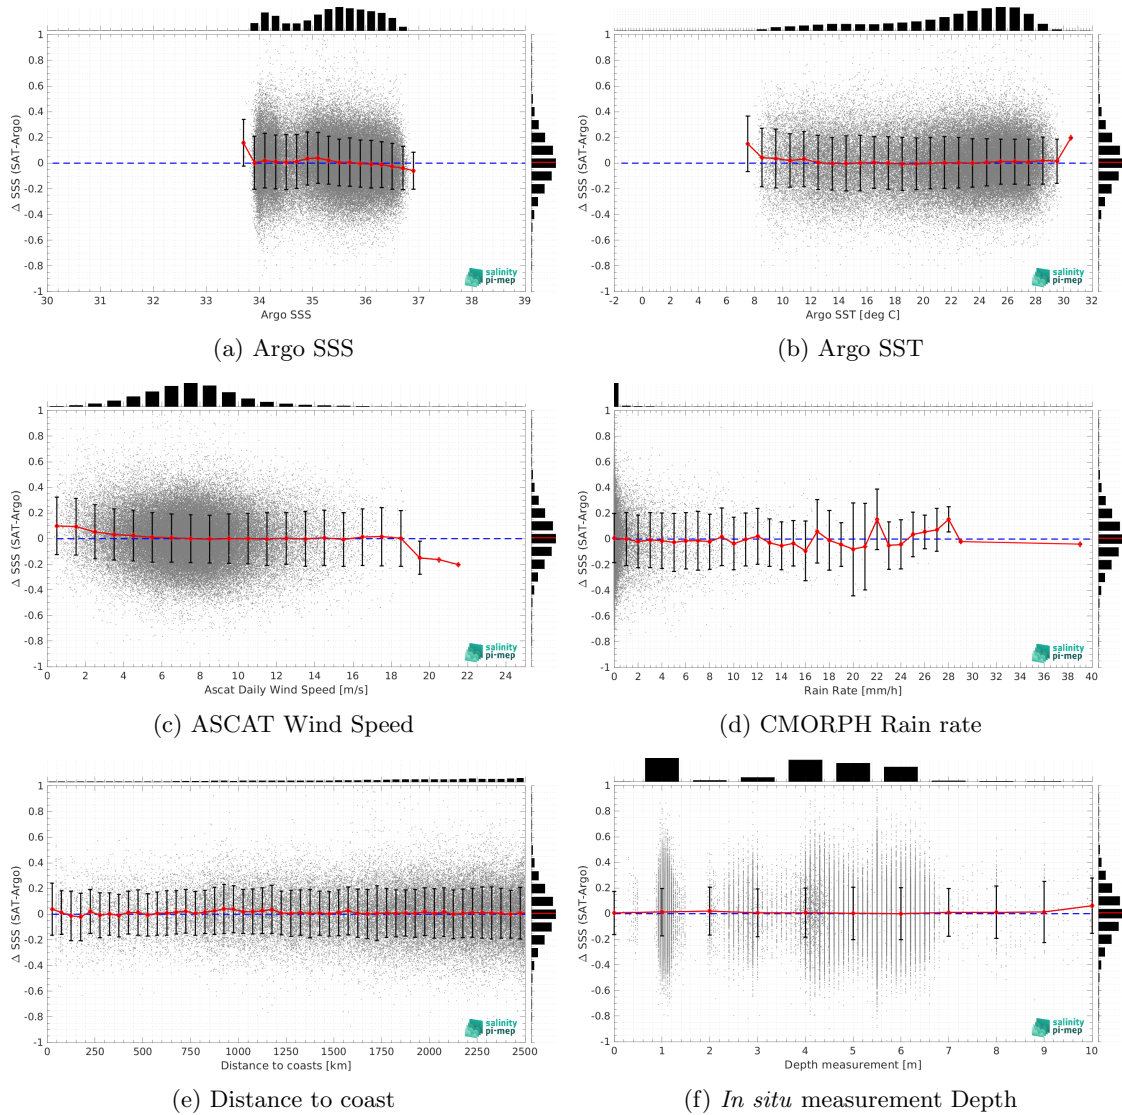 1
0.8
0.6
0.4
0.2
0
-0.2
-0.4
-0.6
-0.8
-1
Δ SSS (SAT-Argo)
salinity
pi-mep
30 31 32 33 34 35 36 37 38 39
Argo SSS
(a) Argo SSS
1
0.8
0.6
0.4
0.2
0
-0.2
-0.4
-0.6
-0.8
-1
Δ SSS (SAT-Argo)
salinity
pi-mep
-2 0 2 4 6 8 10 12 14 16 18 20 22 24 26 28 30 32
Argo SST [deg C]
(b) Argo SST
1
0.8
0.6
0.4
0.2
0
-0.2
-0.4
-0.6
-0.8
-1
Δ SSS (SAT-Argo)
salinity
pi-mep
0 2 4 6 8 10 12 14 16 18 20 22 24
Ascat Daily Wind Speed [m/s]
(c) ASCAT Wind Speed
1
0.8
0.6
0.4
0.2
0
-0.2
-0.4
-0.6
-0.8
-1
Δ SSS (SAT-Argo)
salinity
pi-mep
0 2 4 6 8 10 12 14 16 18 20 22 24 26 28 30 32 34 36 38 40
Rain Rate [mm/h]
(d) CMORPH Rain rate
1
0.8
0.6
0.4
0.2
0
-0.2
-0.4
-0.6
-0.8
-1
Δ SSS (SAT-Argo)
salinity
pi-mep
0 250 500 750 1000 1250 1500 1750 2000 2250 2500
Distance to coasts [km]
(e) Distance to coast
1
0.8
0.6
0.4
0.2
0
-0.2
-0.4
-0.6
-0.8
-1
Δ SSS (SAT-Argo)
salinity
pi-mep
0 1 2 3 4 5 6 7 8 9 10
Depth measurement [m]
(f) In situ measurement Depth